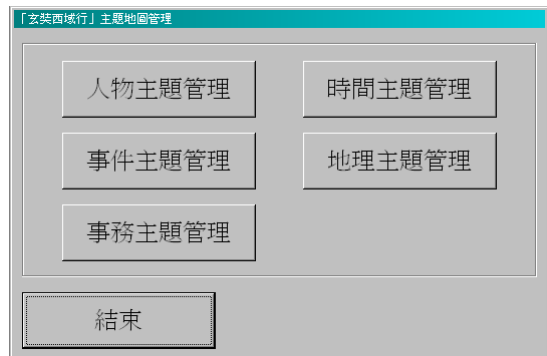 「玄奘西域行」主題地圖管理
人物主題管理
時間主題管理
事件主題管理
地理主題管理
事務主題管理
結束